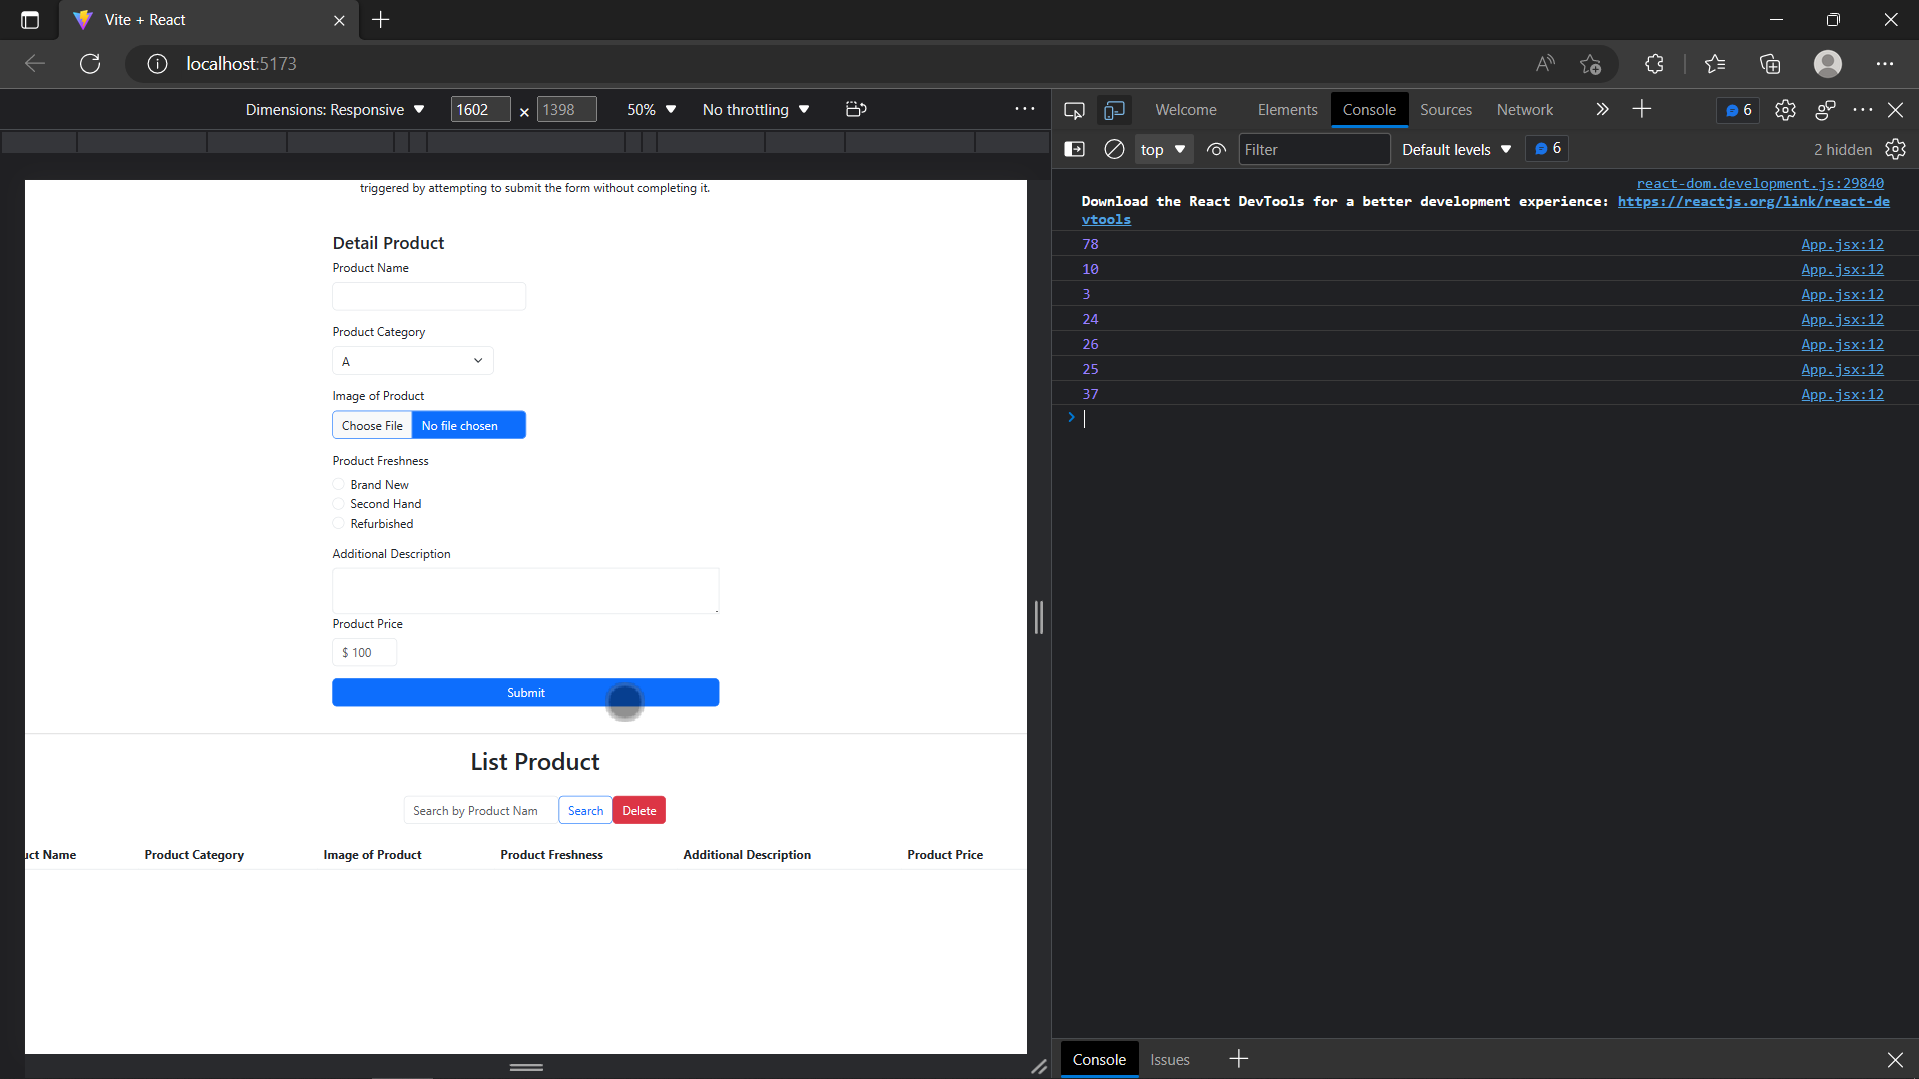 Vite + React
localhost:5173
Dimensions: Responsive 1602 × 1398 50% No throttling
triggered by attempting to submit the form without completing it.
Detail Product
Product Name
Product Category
A
Image of Product
Choose File No file chosen
Product Freshness
Brand New
Second Hand
Refurbished
Additional Description
Product Price
$ 100
Submit
List Product
Search by Product Nam Search Delete
uct Name Product Category Image of Product Product Freshness Additional Description Product Price
Welcome Elements Console Sources Network 6
top Filter Default levels 6 2 hidden
react-dom.development.js:29840
Download the React DevTools for a better development experience: https://reactjs.org/link/react-de
vtools
78 App.jsx:12
10 App.jsx:12
3 App.jsx:12
24 App.jsx:12
26 App.jsx:12
25 App.jsx:12
37 App.jsx:12
Console Issues